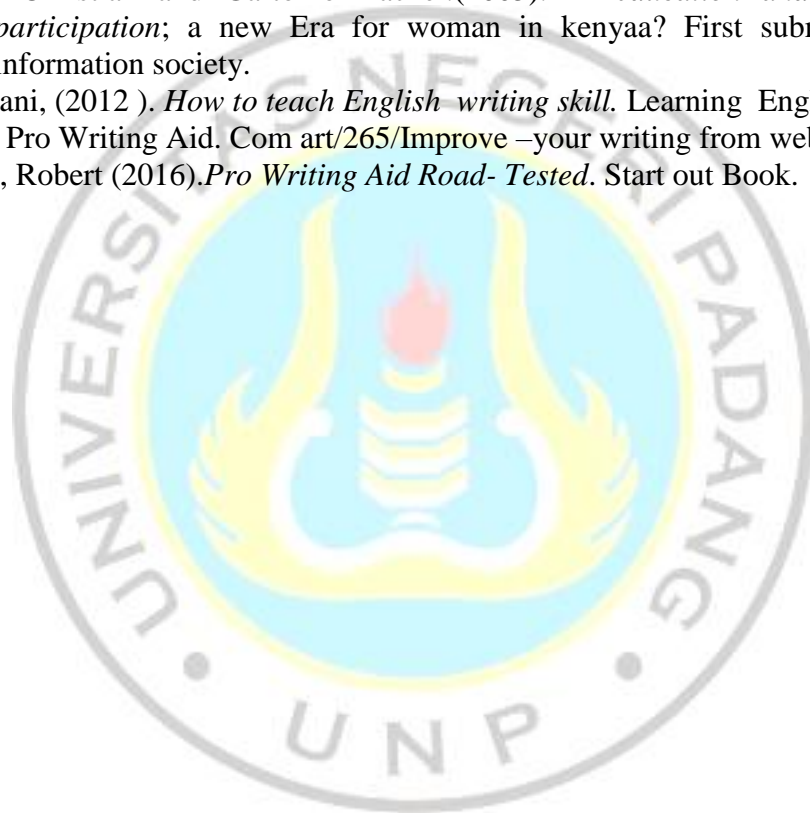 participation; a new Era for woman in kenyaa? First
information society.
ani, (2012 ). How to teach English writing skill. Learning Eng
Pro Writing Aid. Com art/265/Improve –your writing from we
, Robert (2016).Pro Writing Aid Road- Tested. Start out Book.
UNIVERSITAS NEGERI PADANG
UNP